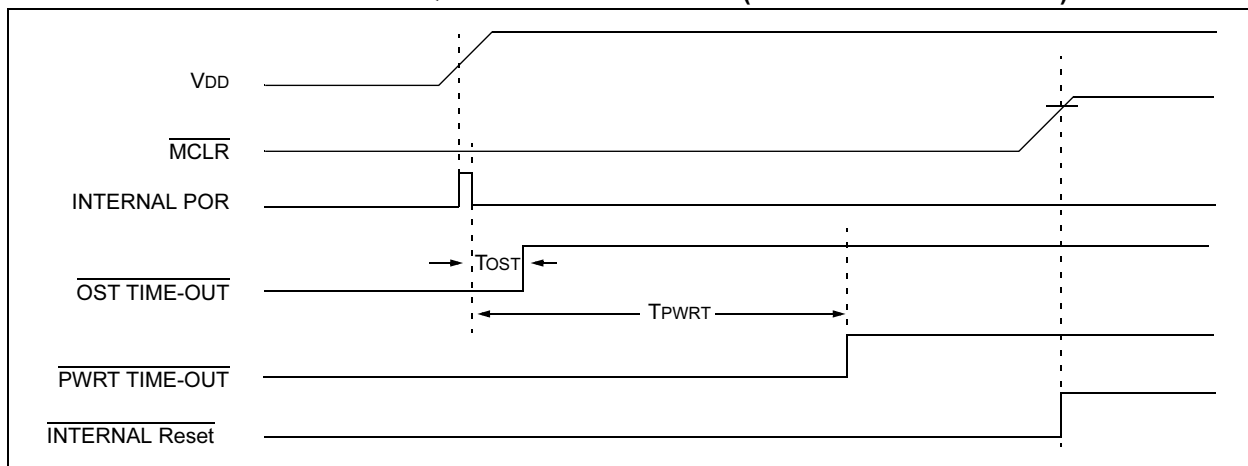 VDD
MCLR
INTERNAL POR
TOST
OST TIME-OUT
TPWRT
PWRT TIME-OUT
INTERNAL Reset